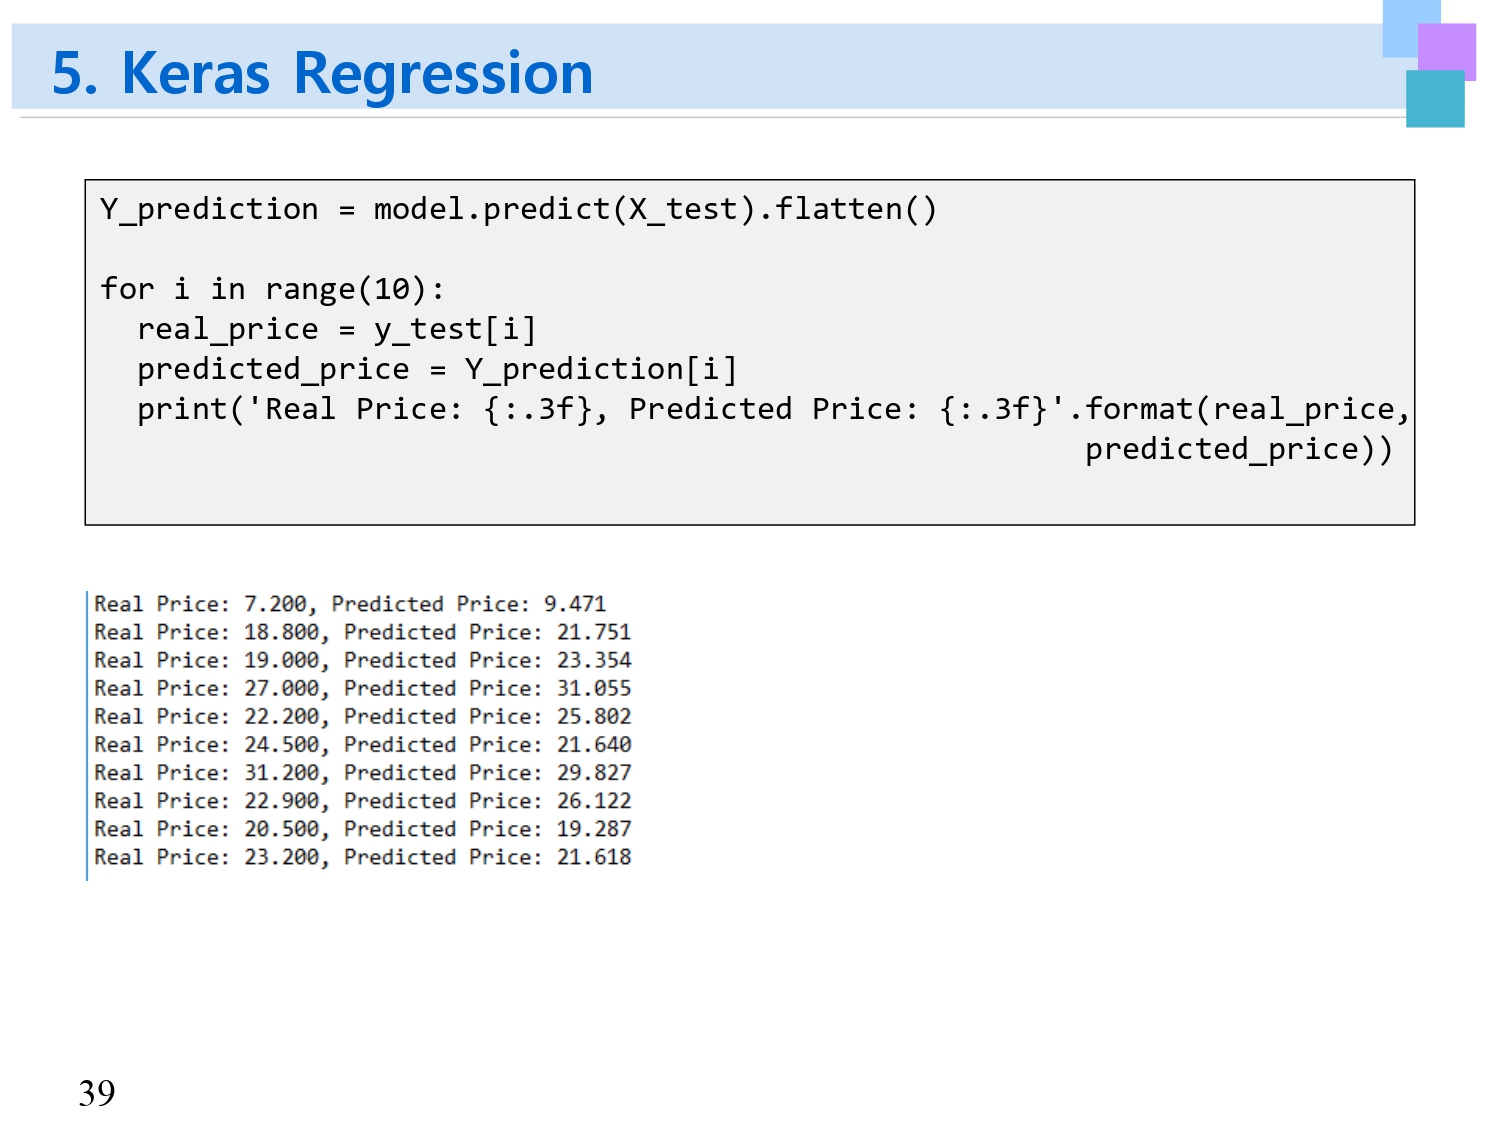 5. Keras Regression
Y_prediction = model.predict(X_test).flatten()
for i in range(10):
  real_price = y_test[i]
  predicted_price = Y_prediction[i]
  print('Real Price: {:.3f}, Predicted Price: {:.3f}'.format(real_price,
                                                      predicted_price))
Real Price: 7.200, Predicted Price: 9.471
Real Price: 18.800, Predicted Price: 21.751
Real Price: 19.000, Predicted Price: 23.354
Real Price: 27.000, Predicted Price: 31.055
Real Price: 22.200, Predicted Price: 25.802
Real Price: 24.500, Predicted Price: 21.640
Real Price: 31.200, Predicted Price: 29.827
Real Price: 22.900, Predicted Price: 26.122
Real Price: 20.500, Predicted Price: 19.287
Real Price: 23.200, Predicted Price: 21.618
39